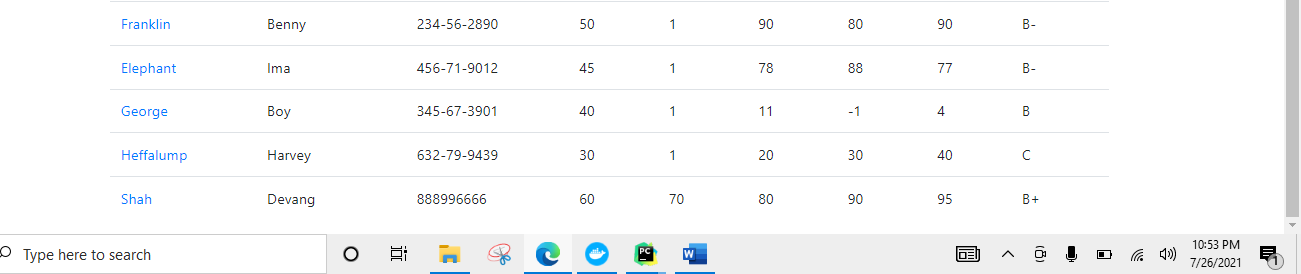 Franklin Benny 234-56-2890 50 1 90 80 90 B-
Elephant Ima 456-71-9012 45 1 78 88 77 B-
George Boy 345-67-3901 40 1 11 -1 4 B
Heffalump Harvey 632-79-9439 30 1 20 30 40 C
Shah Devang 888996666 60 70 80 90 95 B+
Type here to search
PC
W
10:53 PM
7/26/2021
1